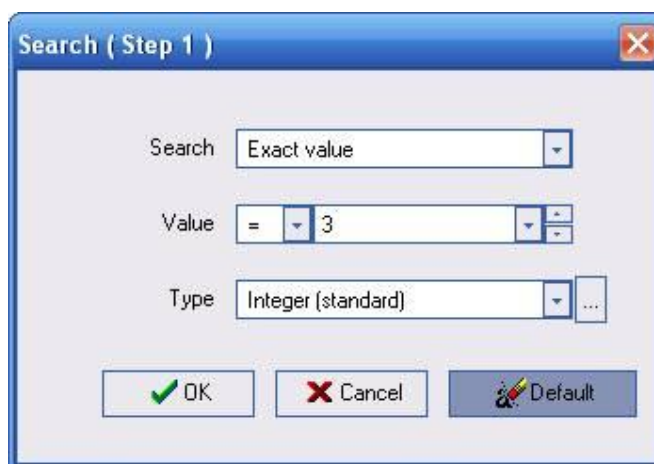 Search ( Step 1 )
Search Exact value
Value = 3
Type Integer (standard) ...
OK Cancel Default